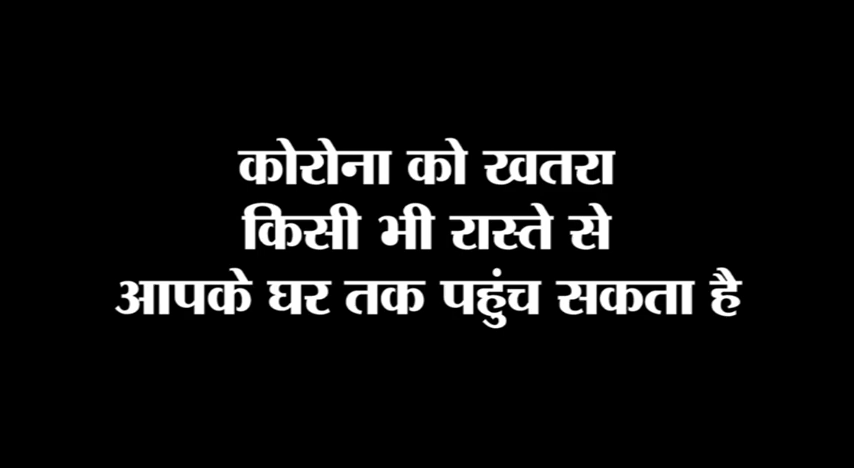 कोरोना को खतरा
किसी भी रास्ते से
आपके घर तक पहुंच सकता है